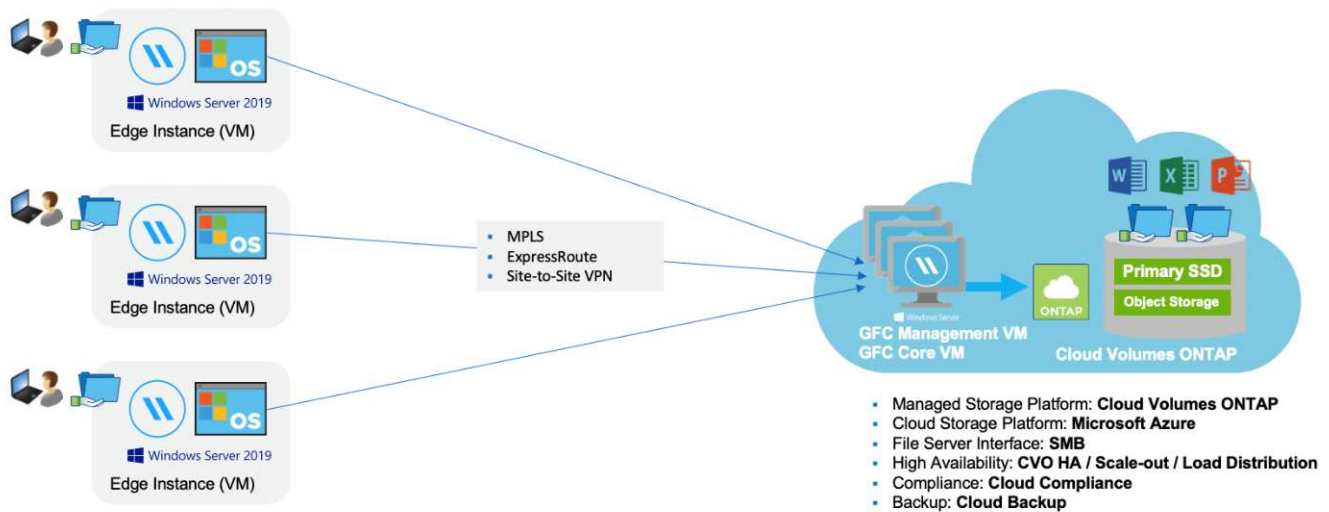 OS
Windows Server 2019
Edge Instance (VM)
OS
Windows Server 2019
Edge Instance (VM)
OS
Windows Server 2019
Edge Instance (VM)
▪ MPLS
▪ ExpressRoute
▪ Site-to-Site VPN
W X P
Windows Server
GFC Management VM
GFC Core VM
ONTAP
Primary SSD
Object Storage
Cloud Volumes ONTAP
▪ Managed Storage Platform: Cloud Volumes ONTAP
▪ Cloud Storage Platform: Microsoft Azure
▪ File Server Interface: SMB
▪ High Availability: CVO HA / Scale-out / Load Distribution
▪ Compliance: Cloud Compliance
▪ Backup: Cloud Backup